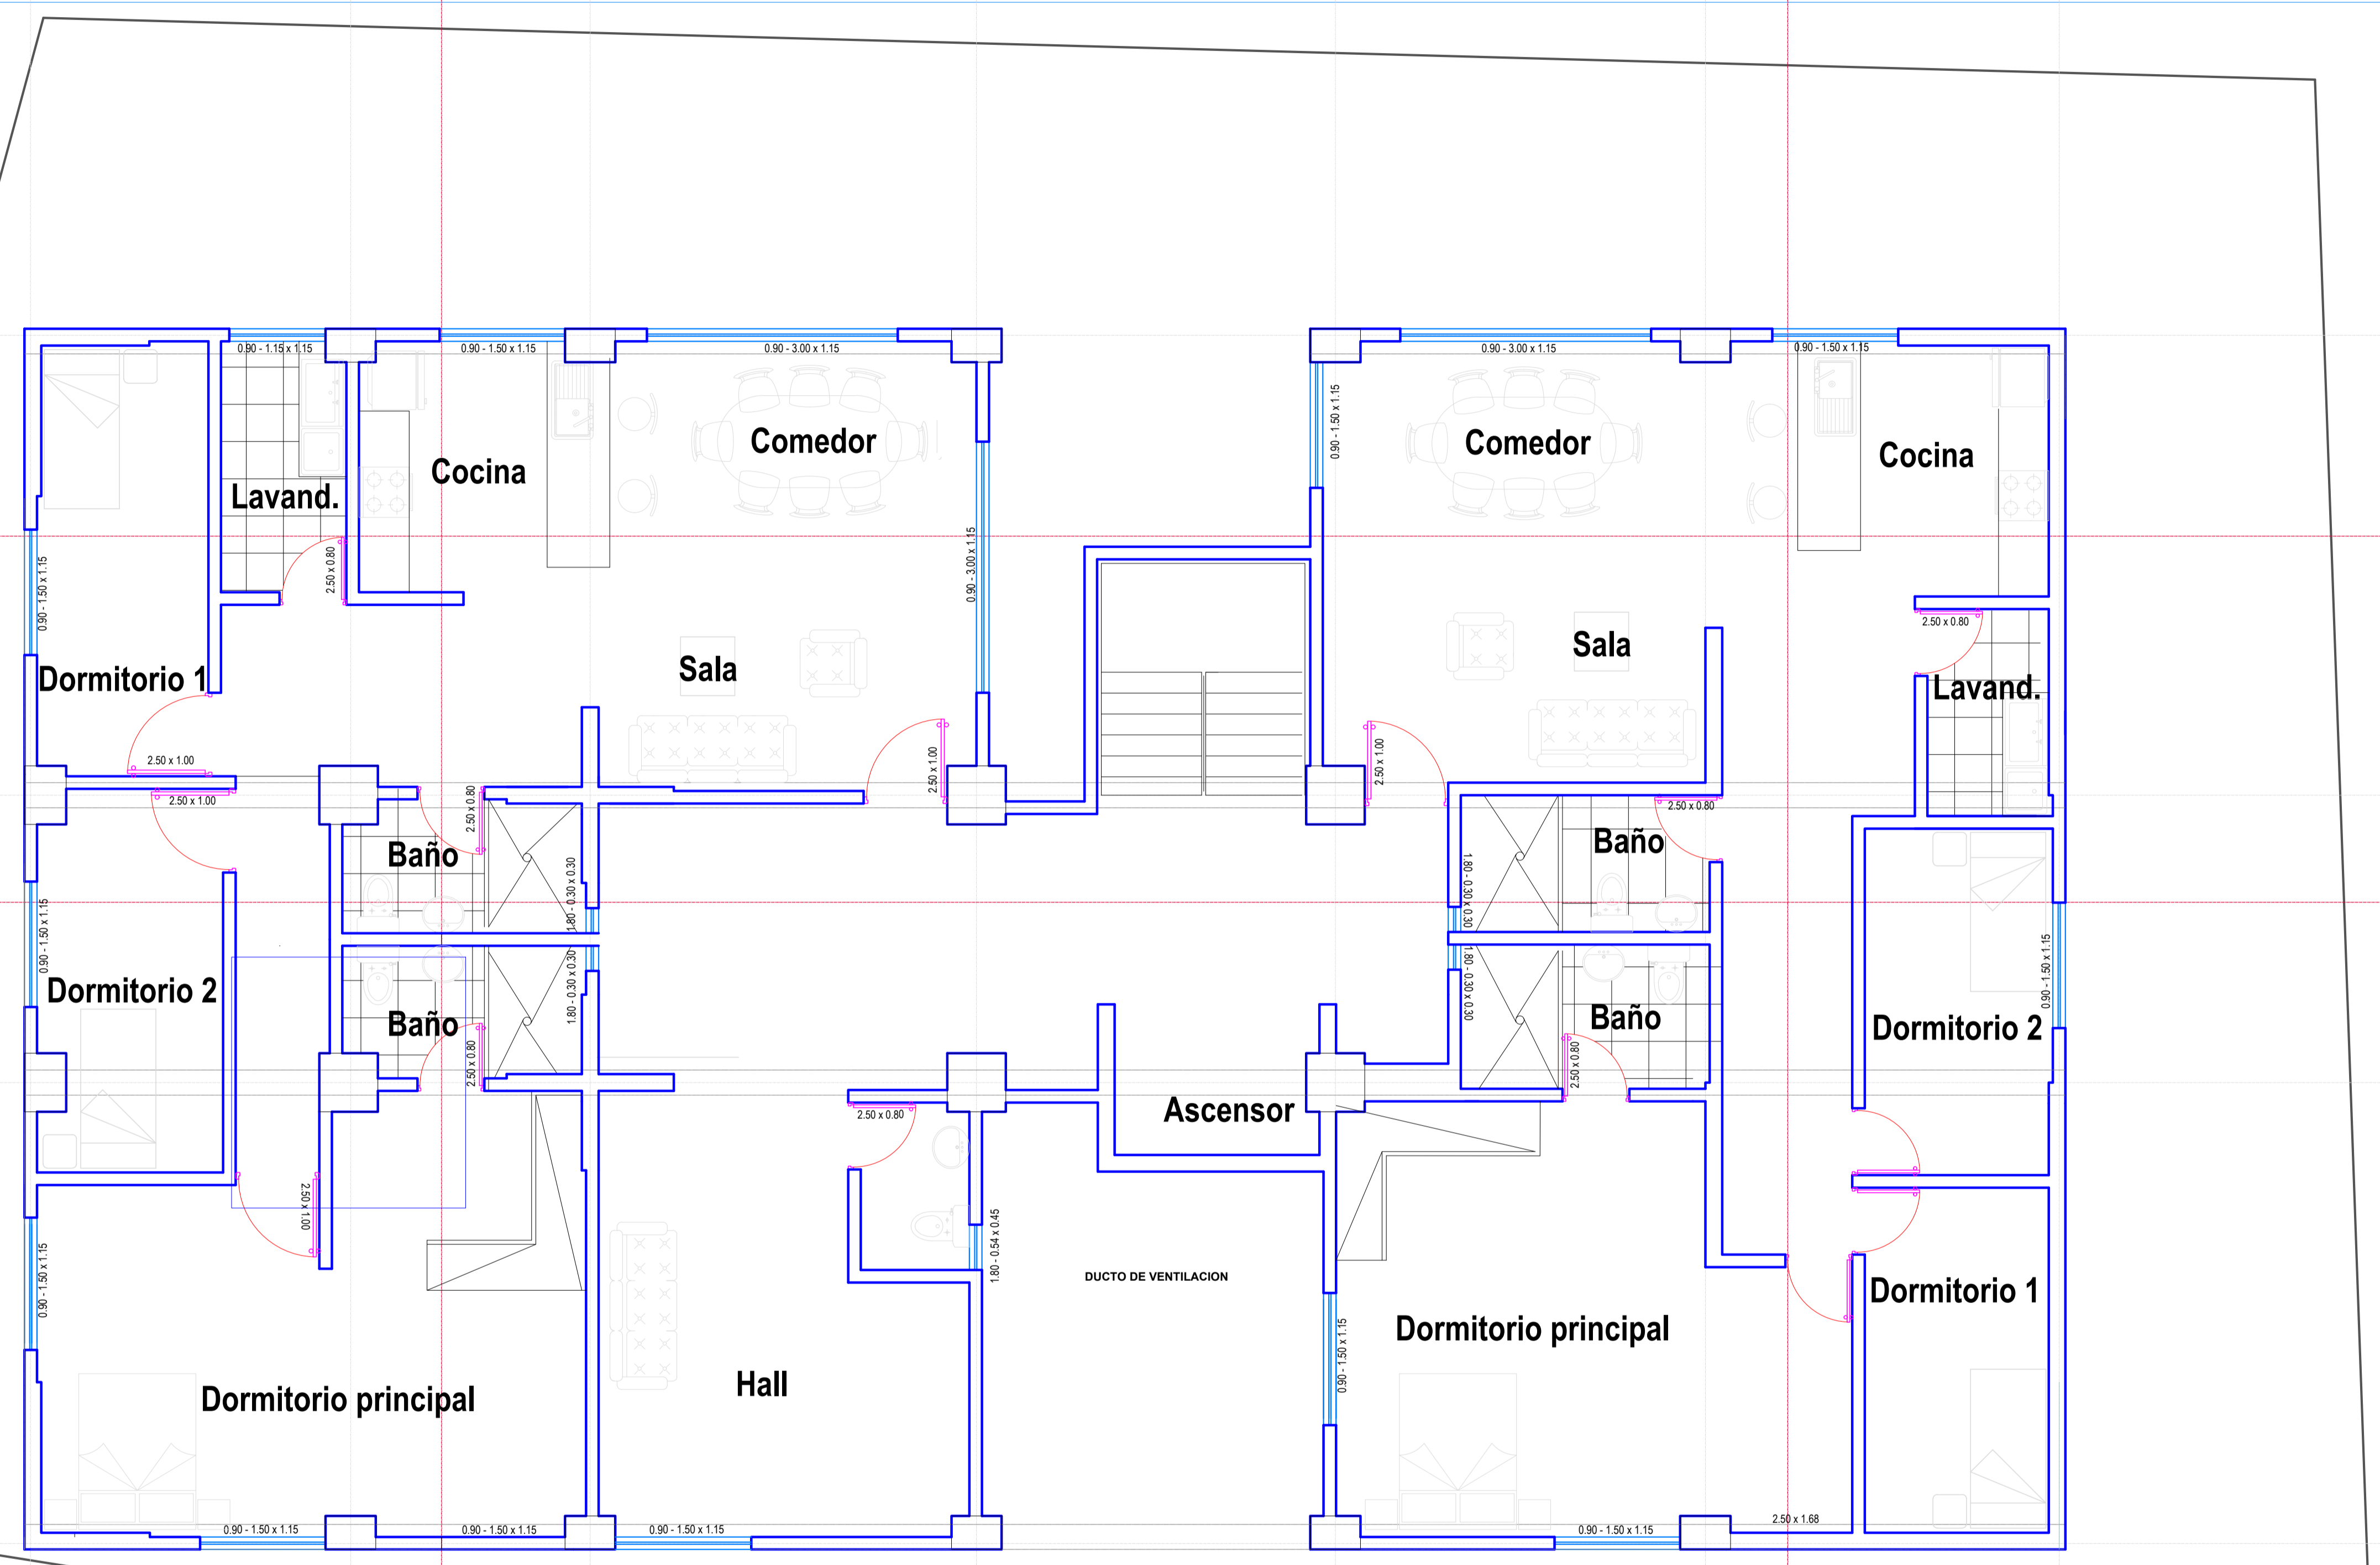 0.90 - 1.15 x 1.15
0.90 - 1.50 x 1.15
0.90 - 3.00 x 1.15
0.90 - 3.00 x 1.15
0.90 - 1.50 x 1.15
0.90 - 1.50 x 1.15
Comedor
Comedor
Cocina
Cocina
Lavand.
2.50 x 0.80
0.90 - 1.50 x 1.15
0.90 - 3.00 x 1.15
2.50 x 0.80
Sala
Sala
Dormitorio 1
Lavand.
2.50 x 1.00
2.50 x 1.00
2.50 x 1.00
2.50 x 1.00
2.50 x 0.80
2.50 x 0.80
Baño
Baño
1.80 - 0.30 x 0.30
1.80 - 0.30 x 0.30
0.90 - 1.50 x 1.15
0.90 - 1.50 x 1.15
Dormitorio 2
1.80 - 0.30 x 0.30
1.80 - 0.30 x 0.30
Baño
Baño
Dormitorio 2
2.50 x 0.80
2.50 x 0.80
Ascensor
2.50 x 0.80
2.50 x 1.00
1.80 - 0.54 x 0.45
0.90 - 1.50 x 1.15
DUCTO DE VENTILACION
Dormitorio 1
Dormitorio principal
0.90 - 1.50 x 1.15
Hall
Dormitorio principal
2.50 x 1.68
0.90 - 1.50 x 1.15
0.90 - 1.50 x 1.15
0.90 - 1.50 x 1.15
0.90 - 1.50 x 1.15